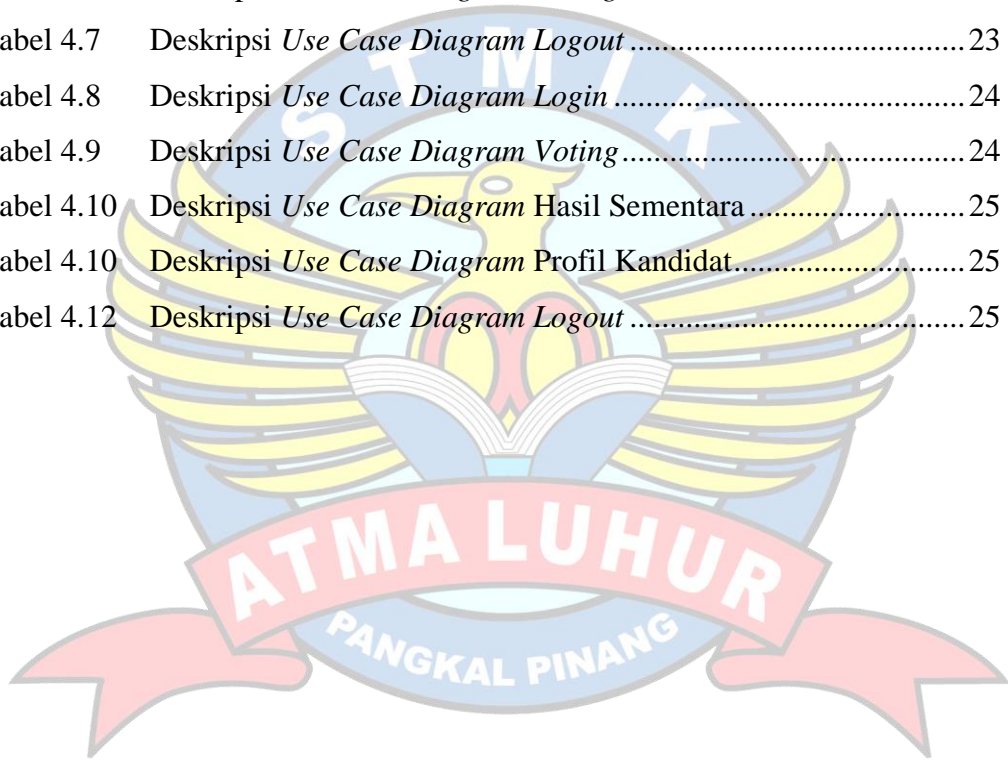 abel 4.7 Deskripsi Use Case Diagram Logout ....................................... 23
abel 4.8 Deskripsi Use Case Diagram Login ......................................... 24
abel 4.9 Deskripsi Use Case Diagram Voting ........................................ 24
abel 4.10 Deskripsi Use Case Diagram Hasil Sementara .......................... 25
abel 4.10 Deskripsi Use Case Diagram Profil Kandidat............................ 25
abel 4.12 Deskripsi Use Case Diagram Logout ....................................... 25
STMIK
ATMA LUHUR
PANGKAL PINANG